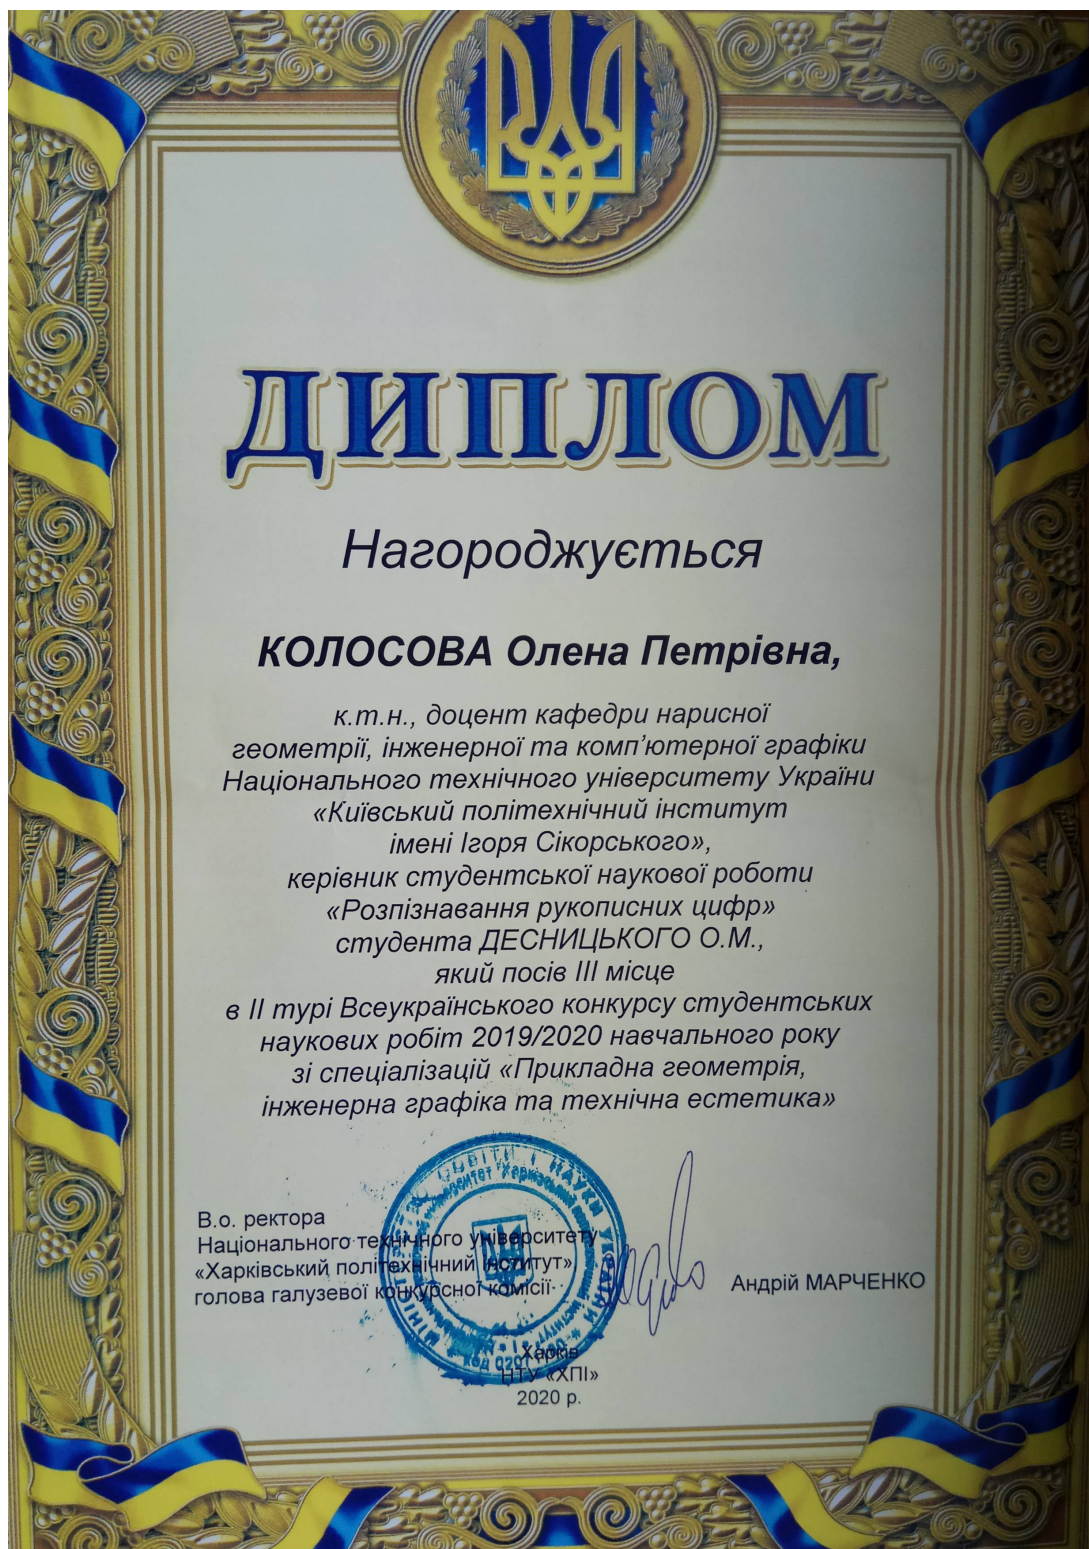 ДИПЛОМ
Нагороджується
КОЛОСОВА Олена Петрівна,
к.т.н., доцент кафедри нарисної
геометрії, інженерної та комп’ютерної графіки
Національного технічного університету України
«Київський політехнічний інститут
імені Ігоря Сікорського»,
керівник студентської наукової роботи
«Розпізнавання рукописних цифр»
студента ДЕСНИЦЬКОГО О.М.,
який посів ІІІ місце
в ІІ турі Всеукраїнського конкурсу студентських
наукових робіт 2019/2020 навчального року
зі спеціалізацій «Прикладна геометрія,
інженерна графіка та технічна естетика»
В.о. ректора
Національного технічного університету
«Харківський політехнічний інститут»
голова галузевої конкурсної комісії
Андрій МАРЧЕНКО
Харків
НТУ «ХПІ»
2020 р.